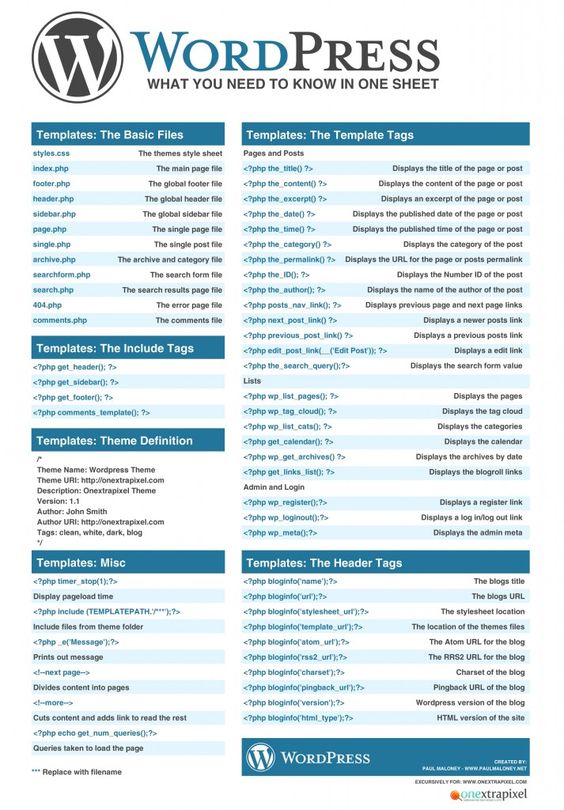 WORDPRESS
WHAT YOU NEED TO KNOW IN ONE SHEET
Templates: The Basic Files
styles.css The themes style sheet
index.php The main page file
footer.php The global footer file
header.php The global header file
sidebar.php The global sidebar file
page.php The single page file
single.php The single post file
archive.php The archive and category file
searchform.php The search form file
search.php The search results page file
404.php The error page file
comments.php The comments file
Templates: The Include Tags
<?php get_header(); ?>
<?php get_sidebar(); ?>
<?php get_footer(); ?>
<?php comments_template(); ?>
Templates: Theme Definition
/*
Theme Name: Wordpress Theme
Theme URI: http://onextrapixel.com
Description: Onextrapixel Theme
Version: 1.1
Author: John Smith
Author URI: http://onextrapixel.com
Tags: clean, white, dark, blog
*/
Templates: Misc
<?php timer_stop(1);?>
Display pageload time
<?php include (TEMPLATEPATH.'/***');?>
Include files from theme folder
<?php _e('Message');?>
Prints out message
<!--next page-->
Divides content into pages
<!--more-->
Cuts content and adds link to read the rest
<?php echo get_num_queries();?>
Queries taken to load the page
*** Replace with filename
Templates: The Template Tags
Pages and Posts
<?php the_title() ?> Displays the title of the page or post
<?php the_content() ?> Displays the content of the page or post
<?php the_excerpt() ?> Displays an excerpt of the page or post
<?php the_date() ?> Displays the published date of the page or post
<?php the_time() ?> Displays the published time of the page or post
<?php the_category() ?> Displays the category of the post
<?php the_permalink() ?> Displays the URL for the page or posts permalink
<?php the_ID(); ?> Displays the Number ID of the post
<?php the_author(); ?> Displays the name of the author of the post
<?php posts_nav_link(); ?> Displays previous page and next page links
<?php next_post_link() ?> Displays a newer posts link
<?php previous_post_link() ?> Displays a previous posts link
<?php edit_post_link(__('Edit Post')); ?> Displays a edit link
<?php the_search_query();?> Displays the search form value
Lists
<?php wp_list_pages(); ?> Displays the pages
<?php wp_tag_cloud(); ?> Displays the tag cloud
<?php wp_list_cats(); ?> Displays the categories
<?php get_calendar(); ?> Displays the calendar
<?php wp_get_archives() ?> Displays the archives by date
<?php get_links_list(); ?> Displays the blogroll links
Admin and Login
<?php wp_register();?> Displays a register link
<?php wp_loginout();?> Displays a log in/log out link
<?php wp_meta();?> Displays the admin meta
Templates: The Header Tags
<?php bloginfo('name');?> The blogs title
<?php bloginfo('url');?> The blogs URL
<?php bloginfo('stylesheet_url');?> The stylesheet location
<?php bloginfo('template_url');?> The location of the themes files
<?php bloginfo('atom_url');?> The Atom URL for the blog
<?php bloginfo('rss2_url');?> The RRS2 URL for the blog
<?php bloginfo('charset');?> Charset of the blog
<?php bloginfo('pingback_url');?> Pingback URL of the blog
<?php bloginfo('version');?> Wordpress version of the blog
<?php bloginfo('html_type');?> HTML version of the site
WORDPRESS
CREATED BY:
PAUL MALONEY - WWW.PAULMALONEY.NET
EXCURSIVELY FOR: WWW.ONEXTRAPIXEL.COM
onextrapixel